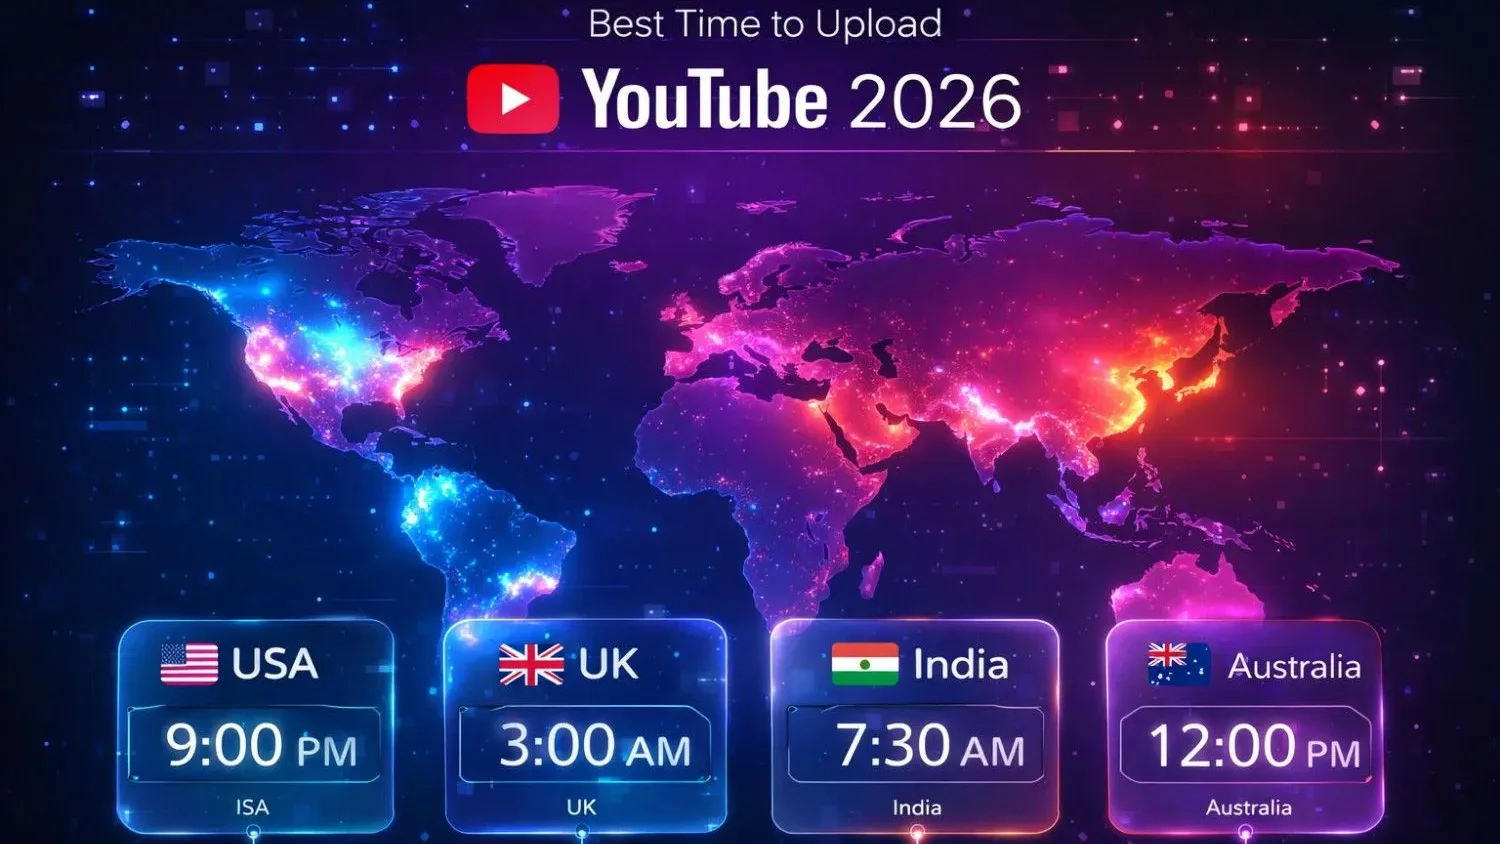 Best Time to Upload
YouTube 2026
USA
9:00 PM
ISA
UK
3:00 AM
UK
India
7:30 AM
India
Australia
12:00 PM
Australia